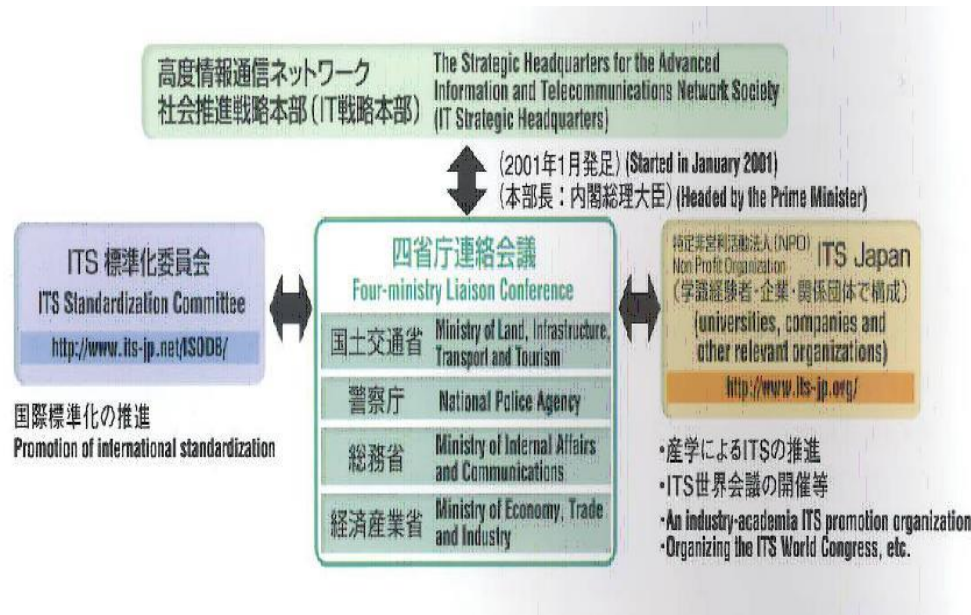 高度情報通信ネットワーク
社会推進戦略本部(IT戦略本部)
The Strategic Headquarters for the Advanced
Information and Telecommunications Network Society
(IT Strategic Headquarters)
(2001年1月発足) (Started in January 2001)
(本部長:内閣総理大臣) (Headed by the Prime Minister)
ITS 標準化委員会
ITS Standardization Committee
http://www.its-jp.net/ISOD8/
国際標準化の推進
Promotion of international standardization
四省庁連絡会議
Four-ministry Liaison Conference
国土交通省
Ministry of Land, Infrastructure,
Transport and Tourism
警察庁
National Police Agency
総務省
Ministry of Internal Affairs
and Communications
経済産業省
Ministry of Economy, Trade
and Industry
特定非営利活動法人(NPO)
Non Profit Organization
ITS Japan
(学識経験者・企業・関係団体で構成)
(universities, companies and
other relevant organizations)
http://www.its-jp.org/
・産学によるITSの推進
・ITS世界会議の開催等
・An industry-academia ITS promotion organization
・Organizing the ITS World Congress, etc.